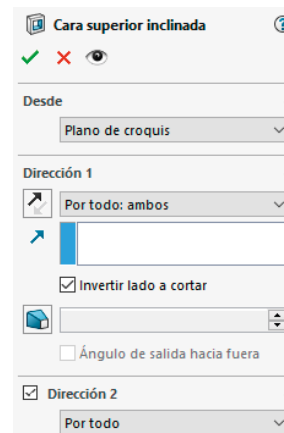 Cara superior inclinada
Desde
Plano de croquis
Dirección 1
Por todo: ambos
Invertir lado a cortar
Ángulo de salida hacia fuera
Dirección 2
Por todo